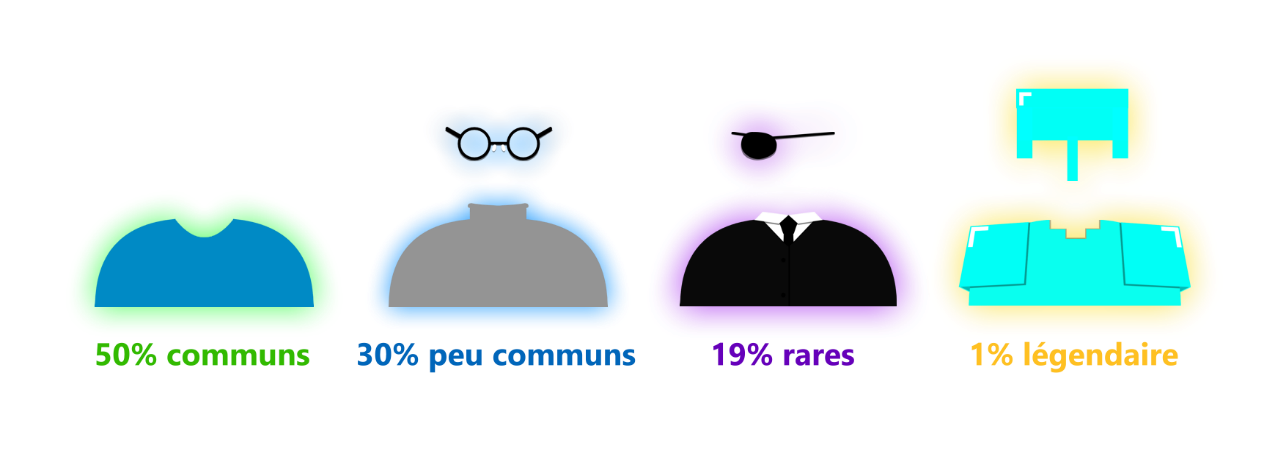 50% communs
30% peu communs
19% rares
1% légendaire